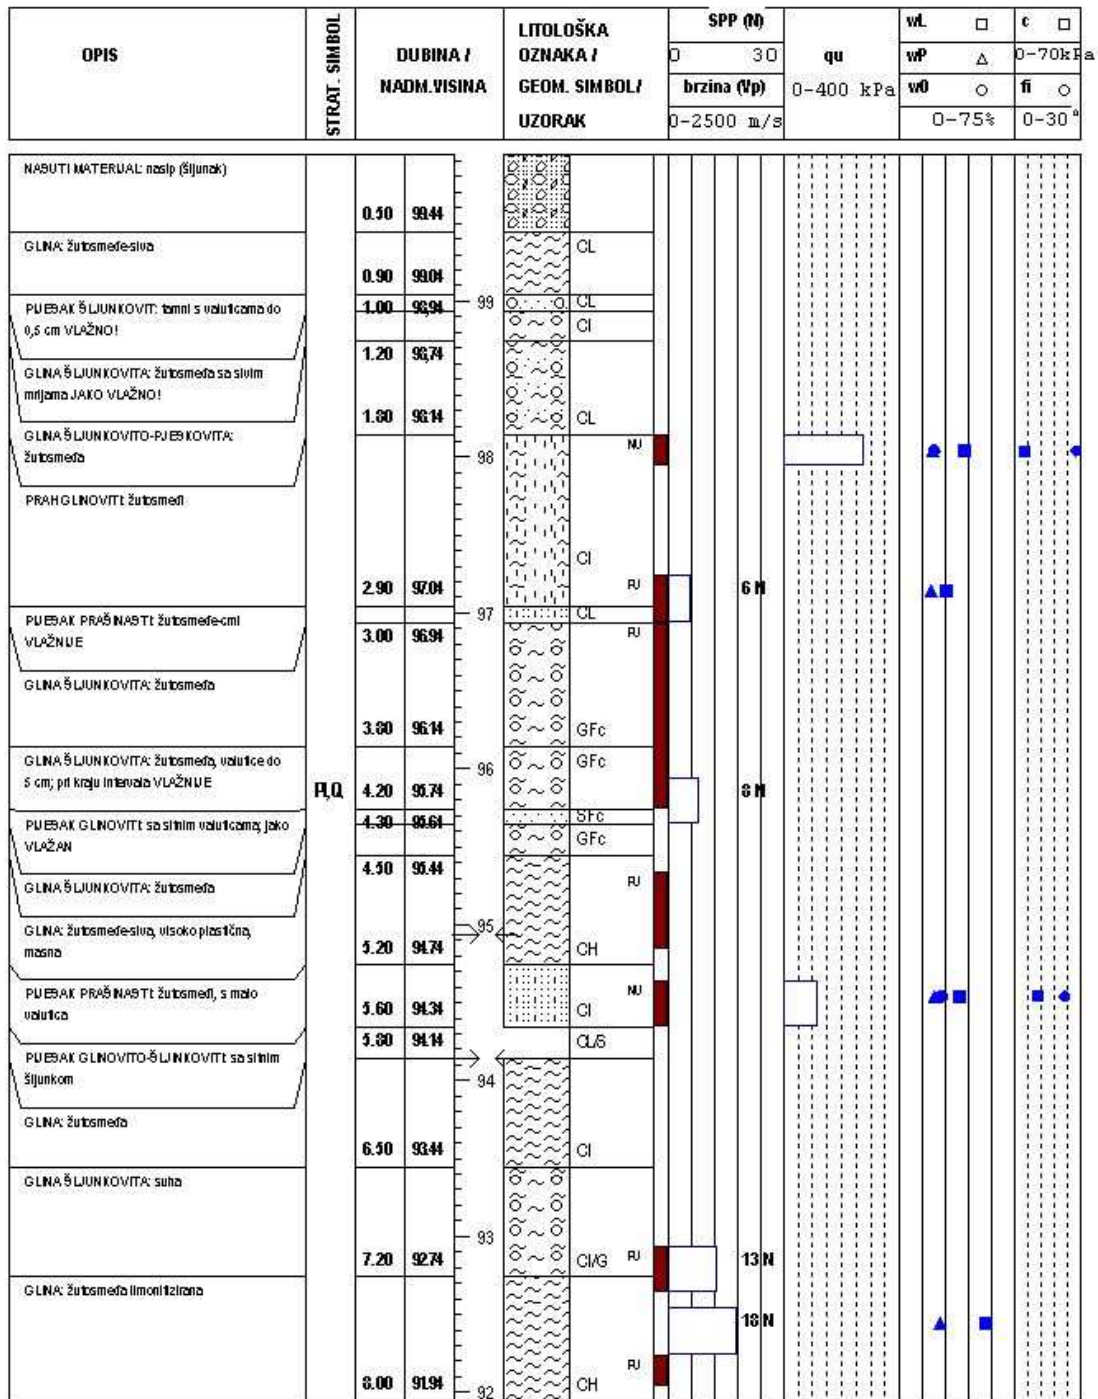 OPIS
STRAT. SIMBOL
DUBINA /
NADM.VISINA
LITOLOŠKA
OZNAKA /
GEOM. SIMBOL/
UZORAK
SPP (N)
0 30
brzina (Vp)
0-2500 m/s
qu
0-400 kPa
wL □
wP △
w0 ○
0-75%
c □
0-70kPa
fi ○
0-30°
NASUTI MATERIJAL: nasip (šljunak)
0.50 99.44
GLINA: žutosmeđe-siva
CL
0.90 99.04
99
PIJESAK ŠLJUNKOVIT: tamni s valuticama do
0,5 cm VLAŽNO!
1.00 98,94
CL
CI
1.20 98,74
GLINA ŠLJUNKOVITA: žutosmeđa sa sivim
mrljama JAKO VLAŽNO!
1.80 98.14
CL
GLINA ŠLJUNKOVITO-PJESKOVITA:
žutosmeđa
NU
98
PRAH GLINOVITI: žutosmeđi
CI
2.90 97.04
PU
6 N
97
PIJESAK PRAŠINASTI: žutosmeđe-crni
VLAŽNIJE
CL
3.00 96.94
PU
GLINA ŠLJUNKOVITA: žutosmeđa
3.80 96.14
GFc
GLINA ŠLJUNKOVITA: žutosmeđa, valutice do
5 cm; pri kraju intervala VLAŽNIJE
96
GFc
Pl,Q
4.20 95.74
8 N
PIJESAK GLINOVITI: sa sitnim valuticama; jako
VLAŽAN
4.30 95.64
SFc
GFc
4.50 95.44
GLINA ŠLJUNKOVITA: žutosmeđa
PU
GLINA: žutosmeđe-siva, visoko plastična,
masna
95
5.20 94.74
CH
PIJESAK PRAŠINASTI: žutosmeđi, s malo
valutica
NU
5.60 94.34
CI
5.80 94.14
CL/S
PIJESAK GLINOVITO-ŠLJUNKOVITI: sa sitnim
šljunkom
94
GLINA: žutosmeđa
6.50 93.44
CI
GLINA ŠLJUNKOVITA: suha
93
7.20 92.74
CI/G
PU
13 N
GLINA: žutosmeđa limonitizirana
18 N
PU
8.00 91.94
CH
92